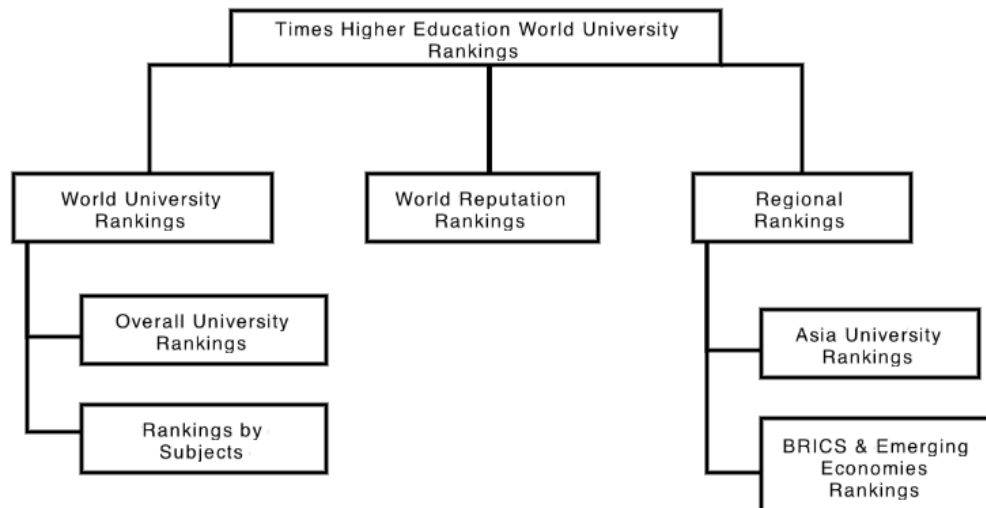 Times Higher Education World University
Rankings
World University
Rankings
World Reputation
Rankings
Regional
Rankings
Overall University
Rankings
Rankings by
Subjects
Asia University
Rankings
BRICS & Emerging
Economies
Rankings